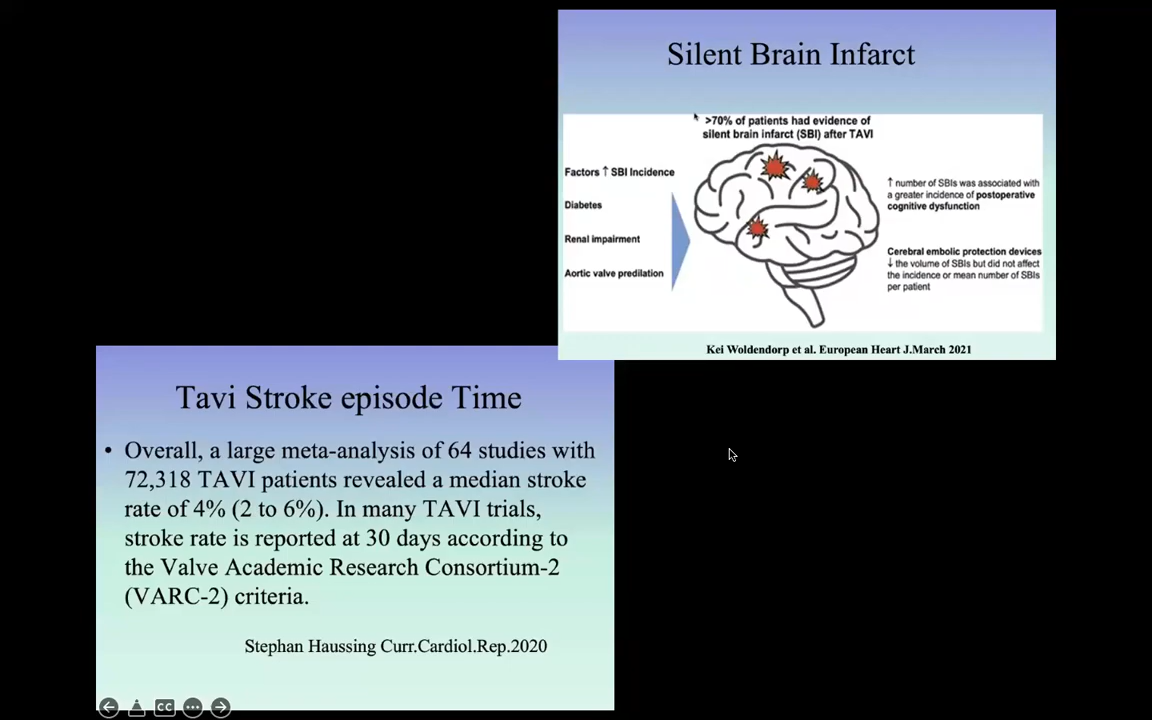 Silent Brain Infarct
>70% of patients had evidence of
silent brain infarct (SBI) after TAVI
Factors ↑ SBI Incidence
Diabetes
Renal impairment
Aortic valve predilation
↑ number of SBIs was associated with
a greater incidence of postoperative
cognitive dysfunction
Cerebral embolic protection devices
↓ the volume of SBIs but did not affect
the incidence or mean number of SBIs
per patient
Kei Woldendorp et al. European Heart J.March 2021
Tavi Stroke episode Time
• Overall, a large meta-analysis of 64 studies with
72,318 TAVI patients revealed a median stroke
rate of 4% (2 to 6%). In many TAVI trials,
stroke rate is reported at 30 days according to
the Valve Academic Research Consortium-2
(VARC-2) criteria.
Stephan Haussing Curr.Cardiol.Rep.2020
CC